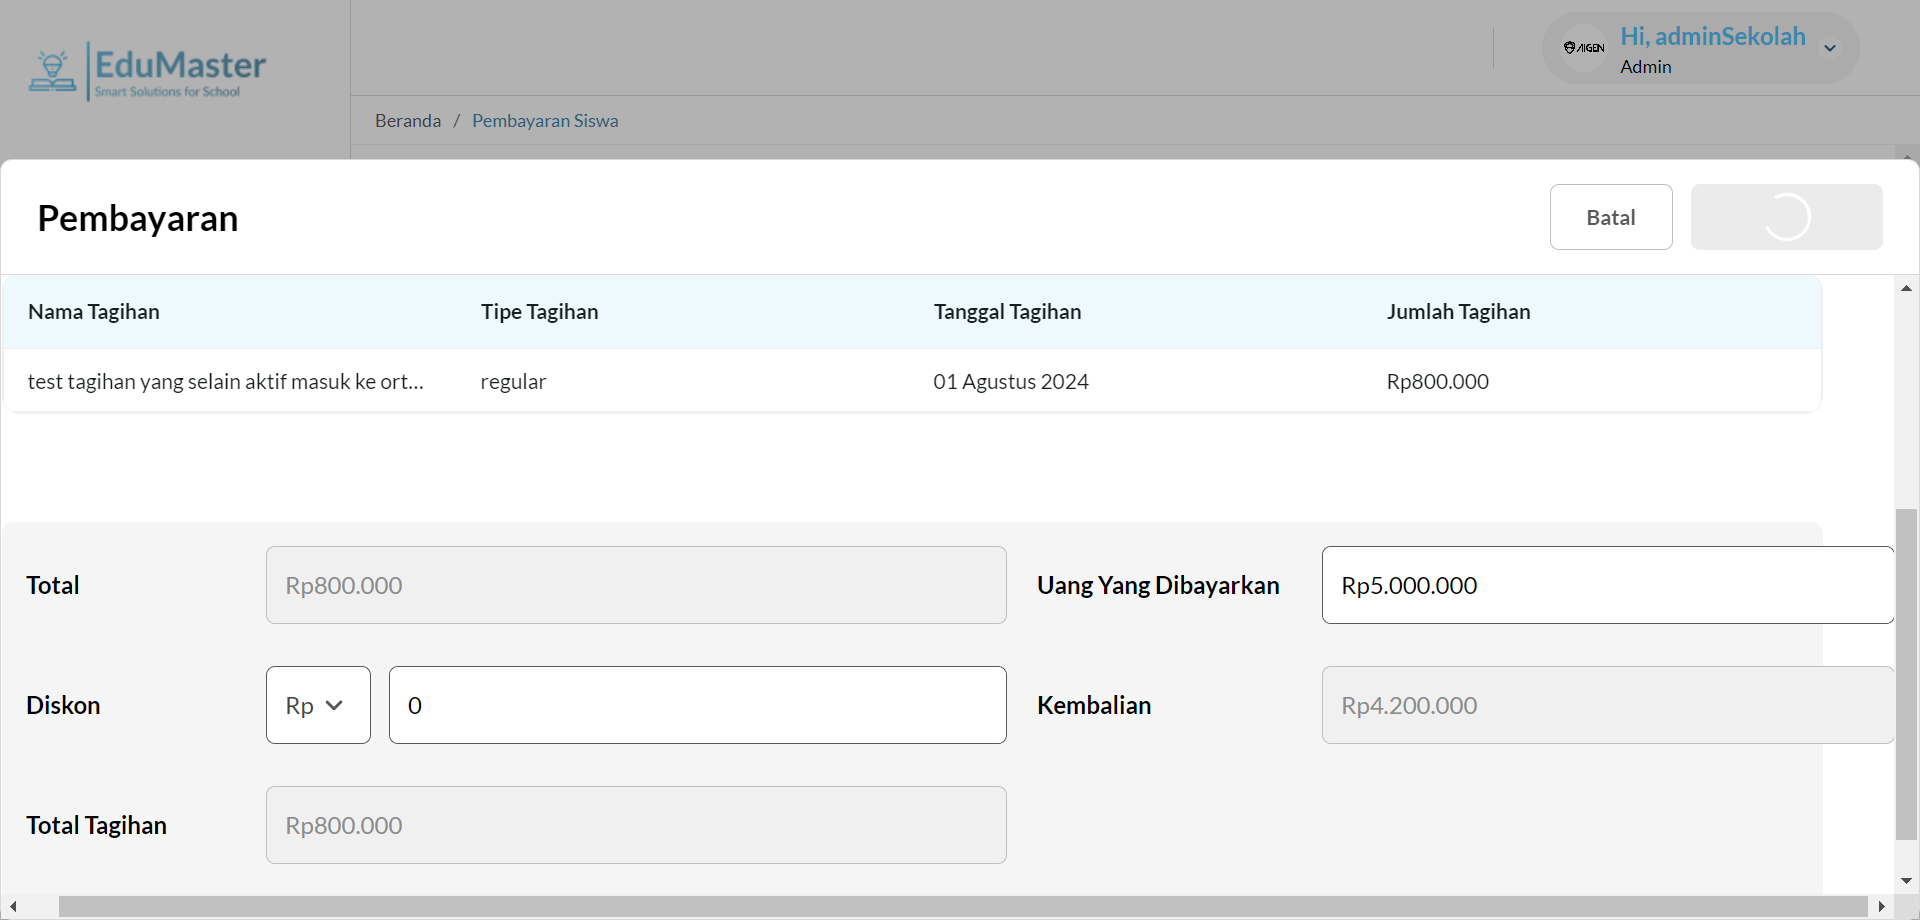 EduMaster
Smart Solutions for School
AIGEN
Hi, adminSekolah
Admin
Beranda / Pembayaran Siswa
Pembayaran
Batal
Nama Tagihan Tipe Tagihan Tanggal Tagihan Jumlah Tagihan
test tagihan yang selain aktif masuk ke ort... regular 01 Agustus 2024 Rp800.000
Total Rp800.000 Uang Yang Dibayarkan Rp5.000.000
Diskon Rp 0 Kembalian Rp4.200.000
Total Tagihan Rp800.000